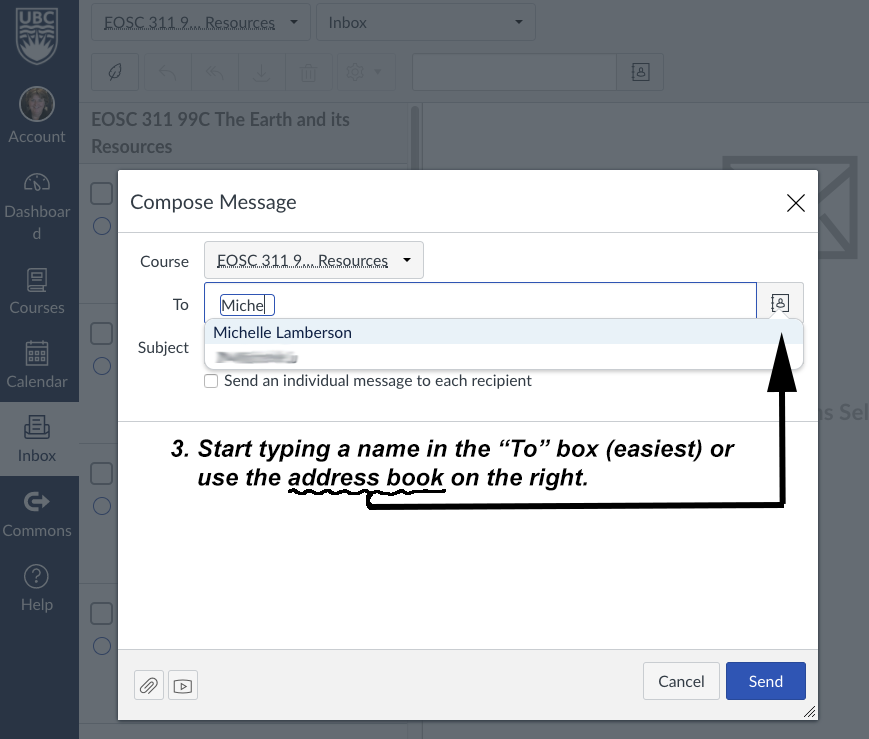 UBC
Account
Dashboar
d
Courses
Calendar
Inbox
Commons
Help
EOSC 311 9... Resources
Inbox
EOSC 311 99C The Earth and its
Resources
Compose Message
Course
EOSC 311 9... Resources
To
Miche
Michelle Lamberson
Subject
Send an individual message to each recipient
3. Start typing a name in the “To” box (easiest) or
use the address book on the right.
Cancel
Send